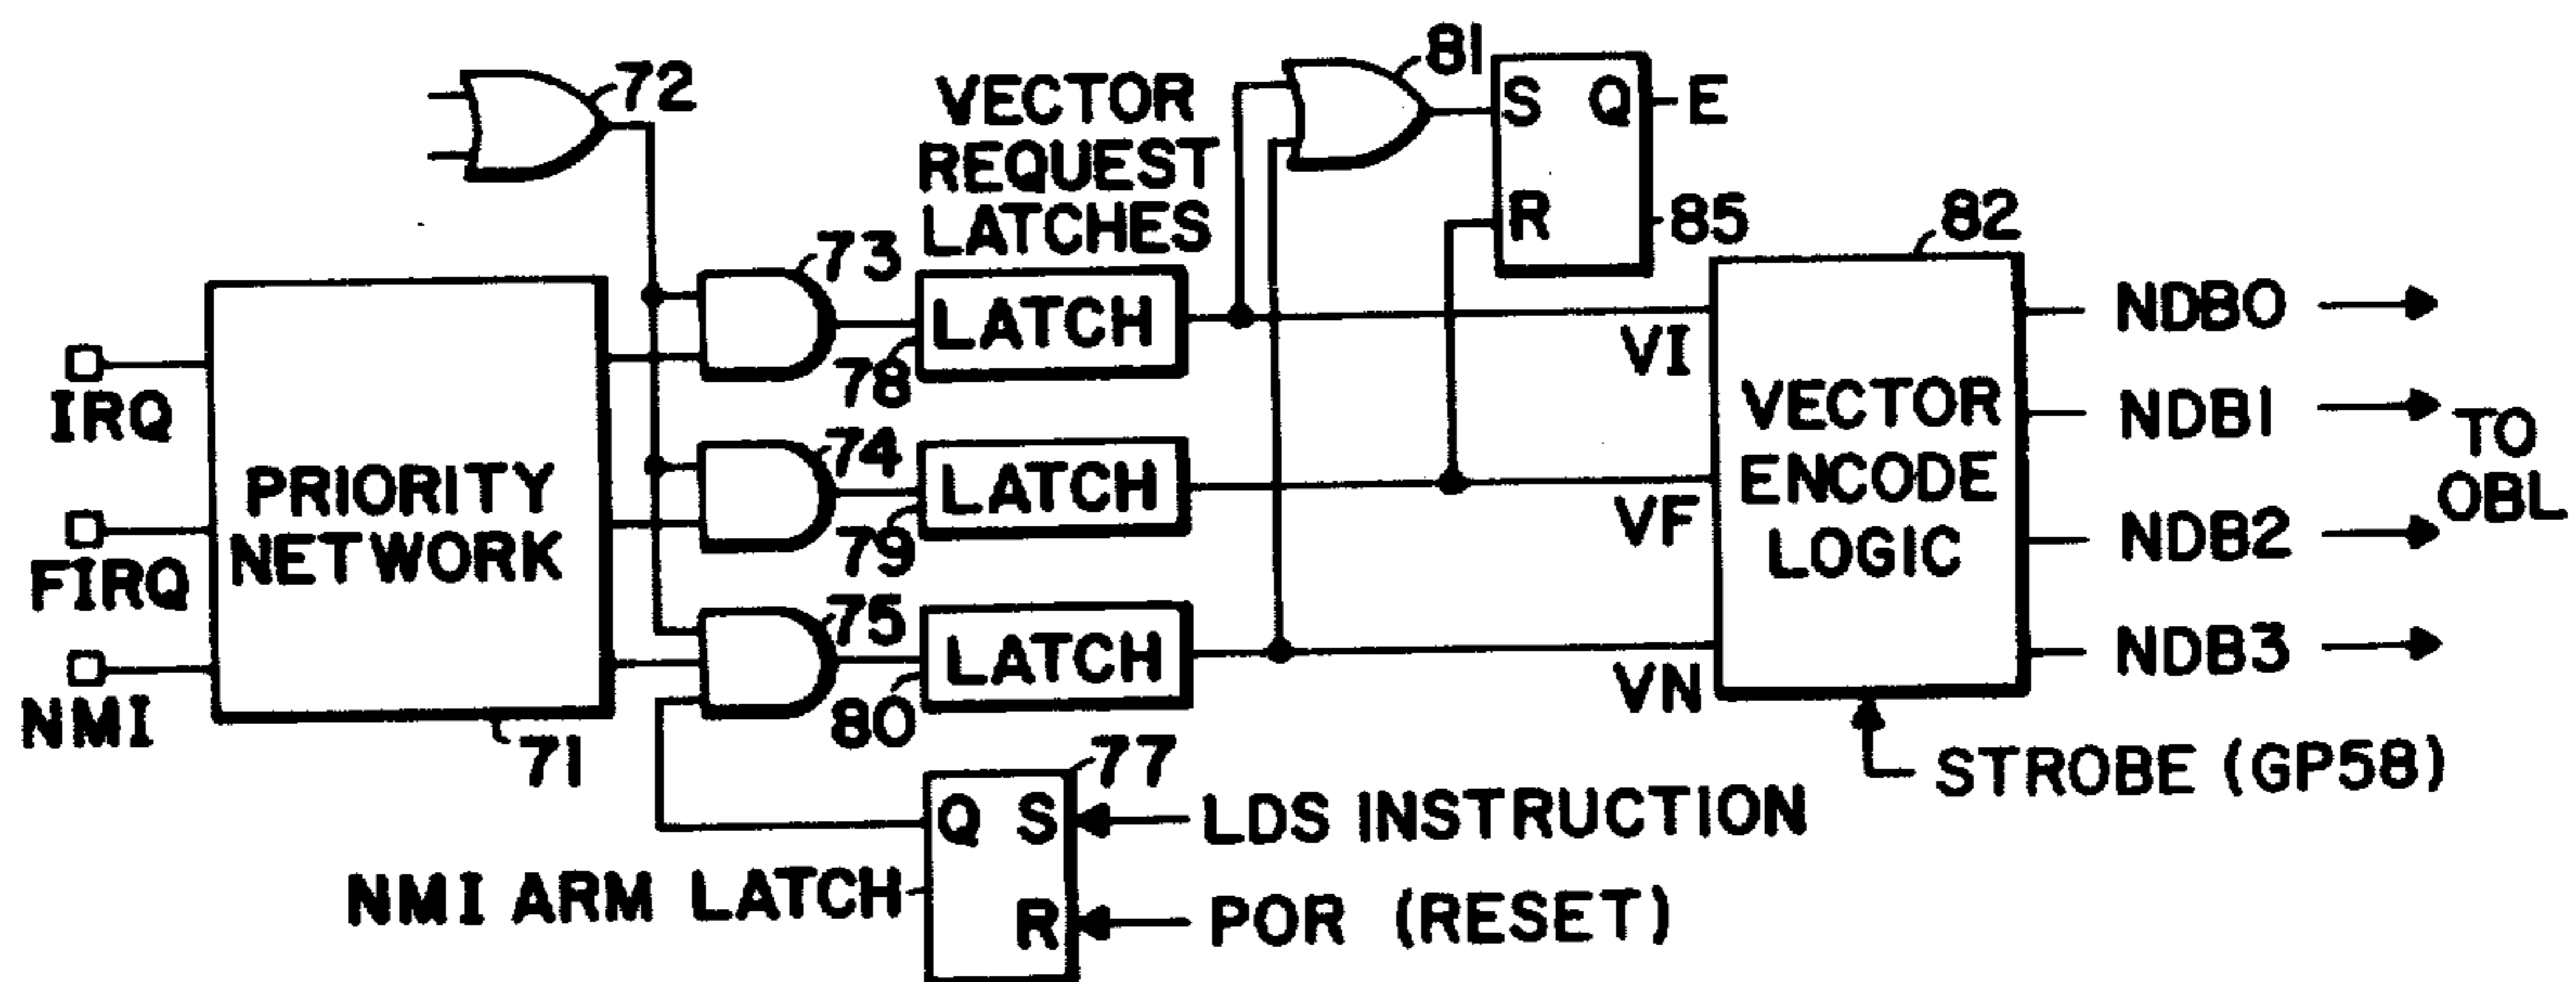 72
VECTOR
REQUEST
LATCHES
81
S Q E
R
85
82
73
LATCH
78
VI
NDB0
IRQ
PRIORITY
NETWORK
74
LATCH
79
VF
VECTOR
ENCODE
LOGIC
NDB1
TO
OBL
FIRQ
NDB2
75
LATCH
80
VN
NDB3
NMI
71
77
STROBE (GP58)
Q S
LDS INSTRUCTION
NMI ARM LATCH
R
POR (RESET)